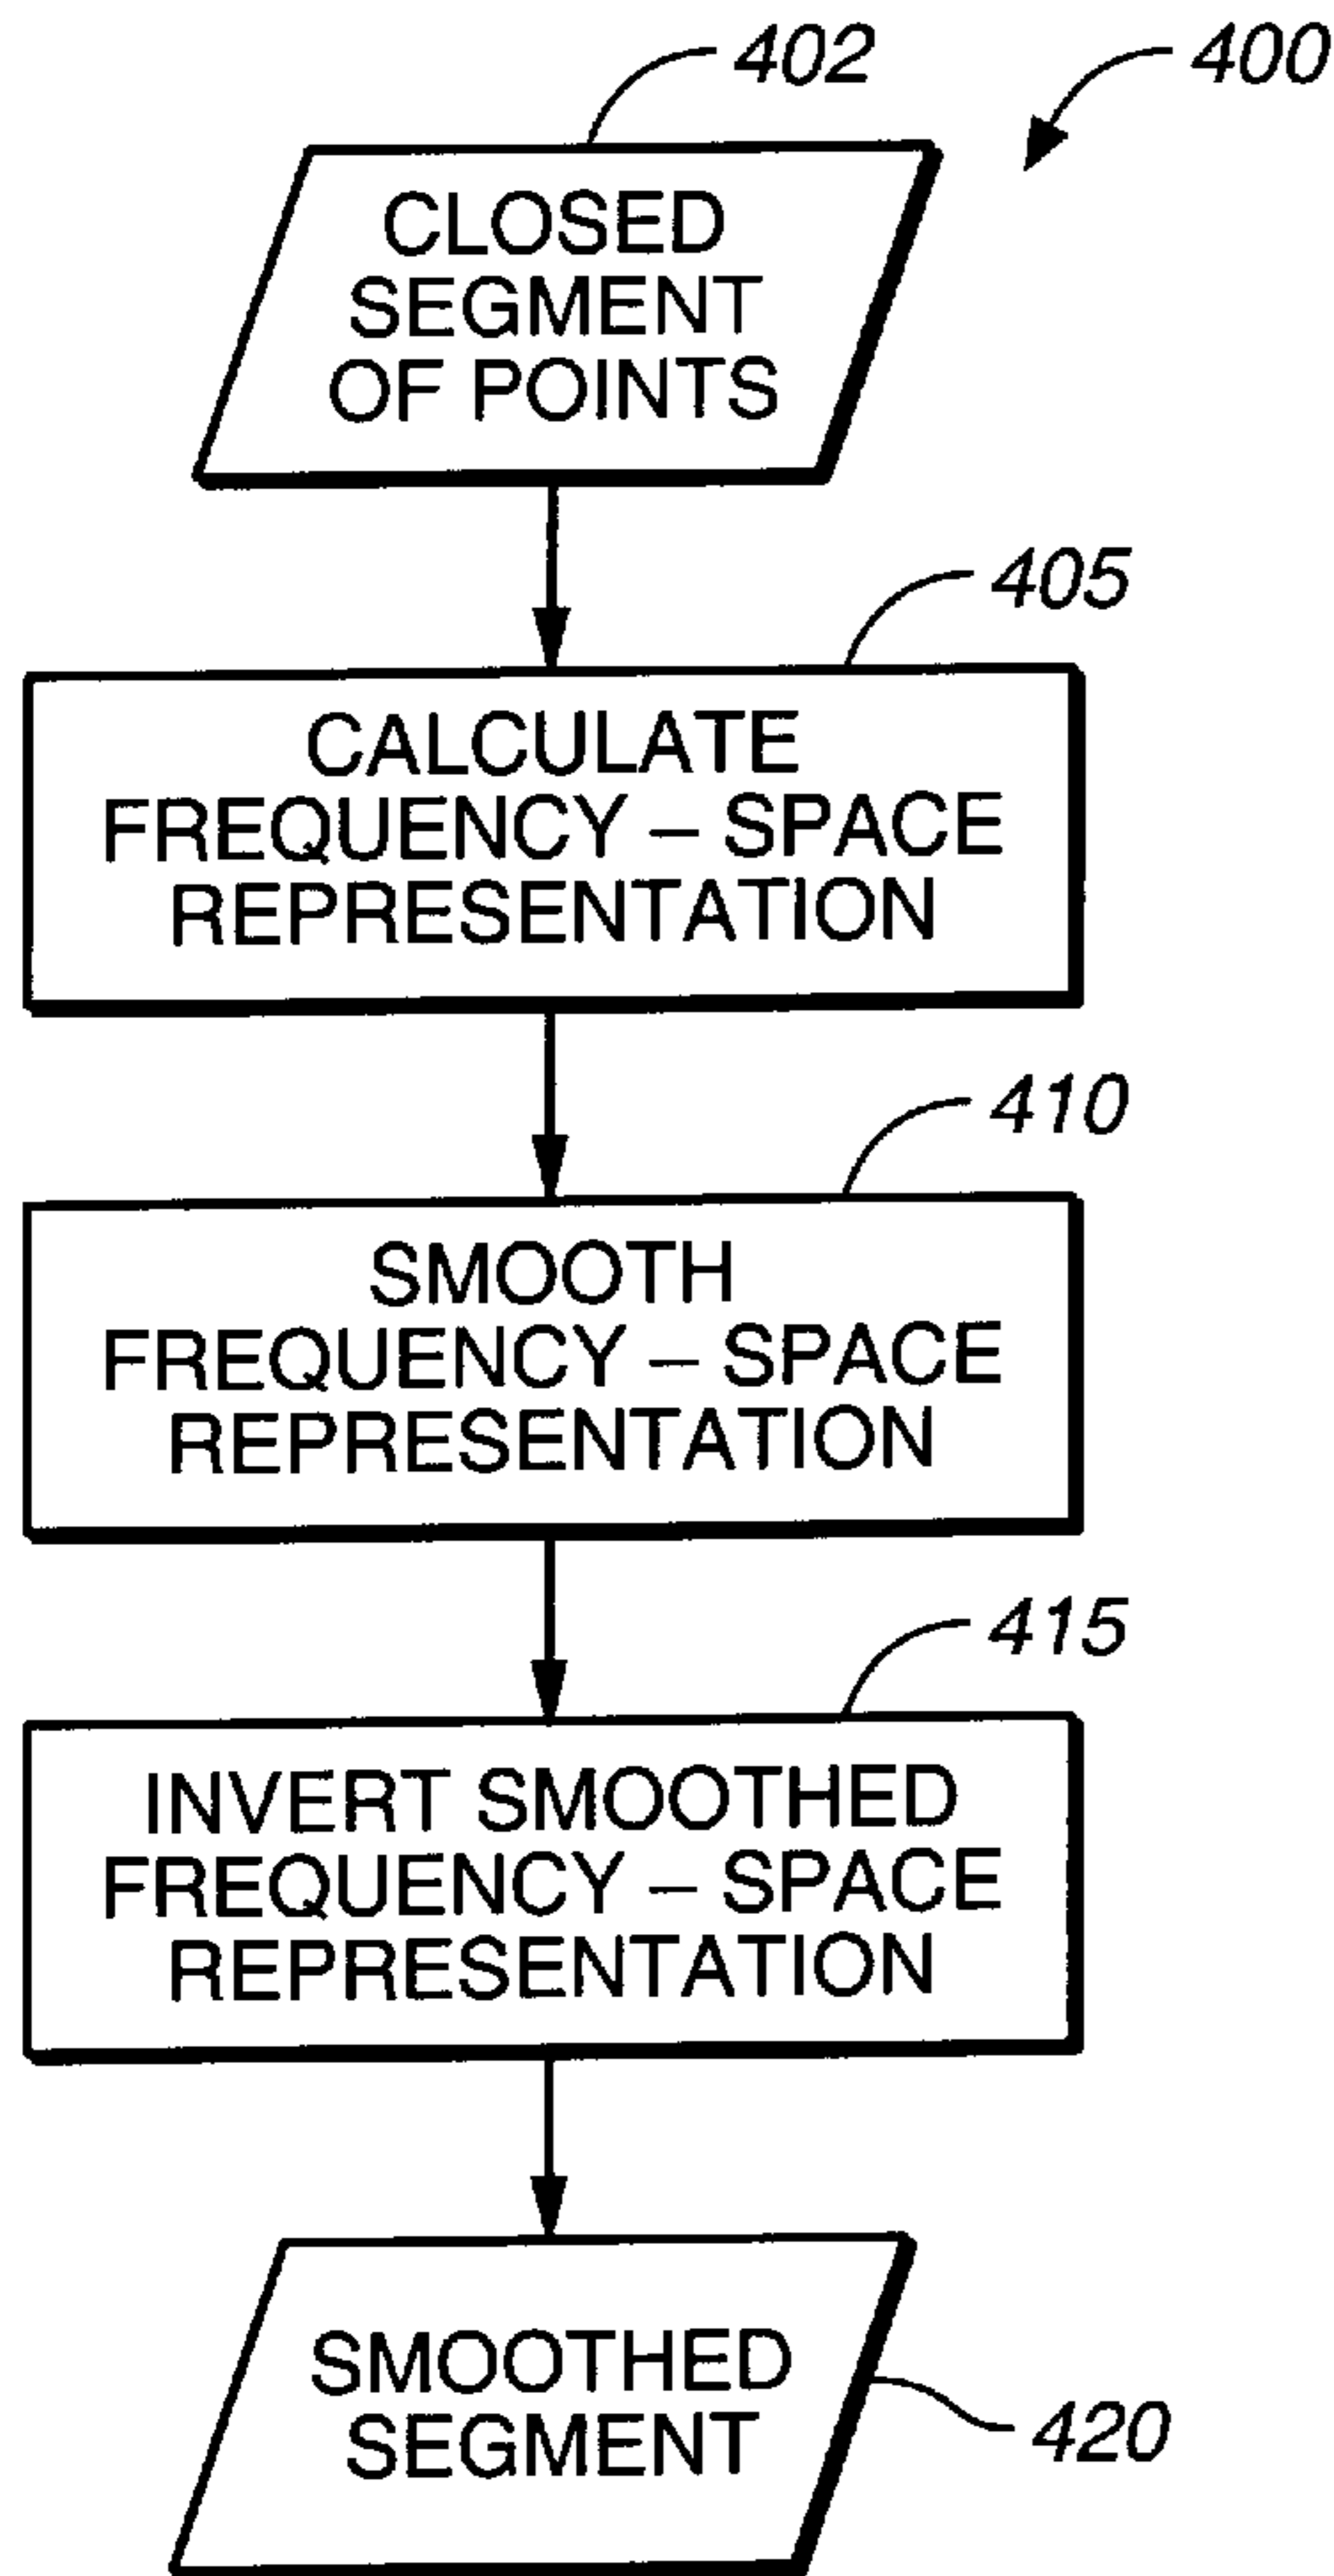 402
400
CLOSED
SEGMENT
OF POINTS
405
CALCULATE
FREQUENCY – SPACE
REPRESENTATION
410
SMOOTH
FREQUENCY – SPACE
REPRESENTATION
415
INVERT SMOOTHED
FREQUENCY – SPACE
REPRESENTATION
SMOOTHED
SEGMENT
420